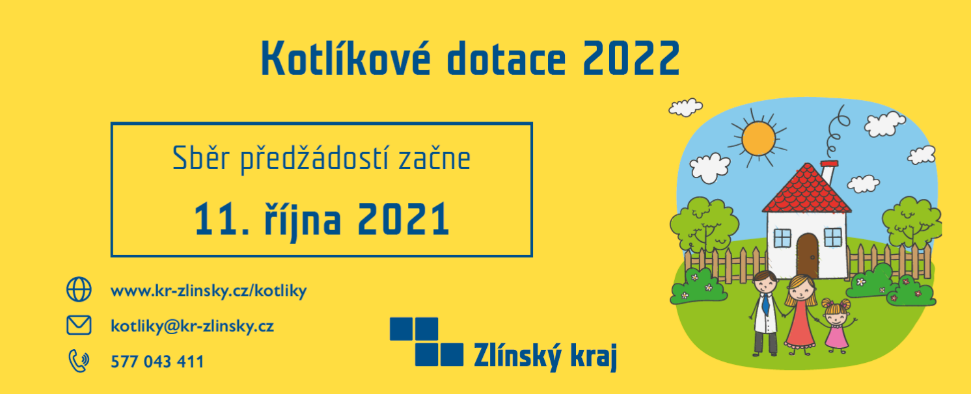 Kotlíkové dotace 2022
Sběr předžádostí začne
11. října 2021
www.kr-zlinsky.cz/kotliky
kotliky@kr-zlinsky.cz
577 043 411
Zlínský kraj